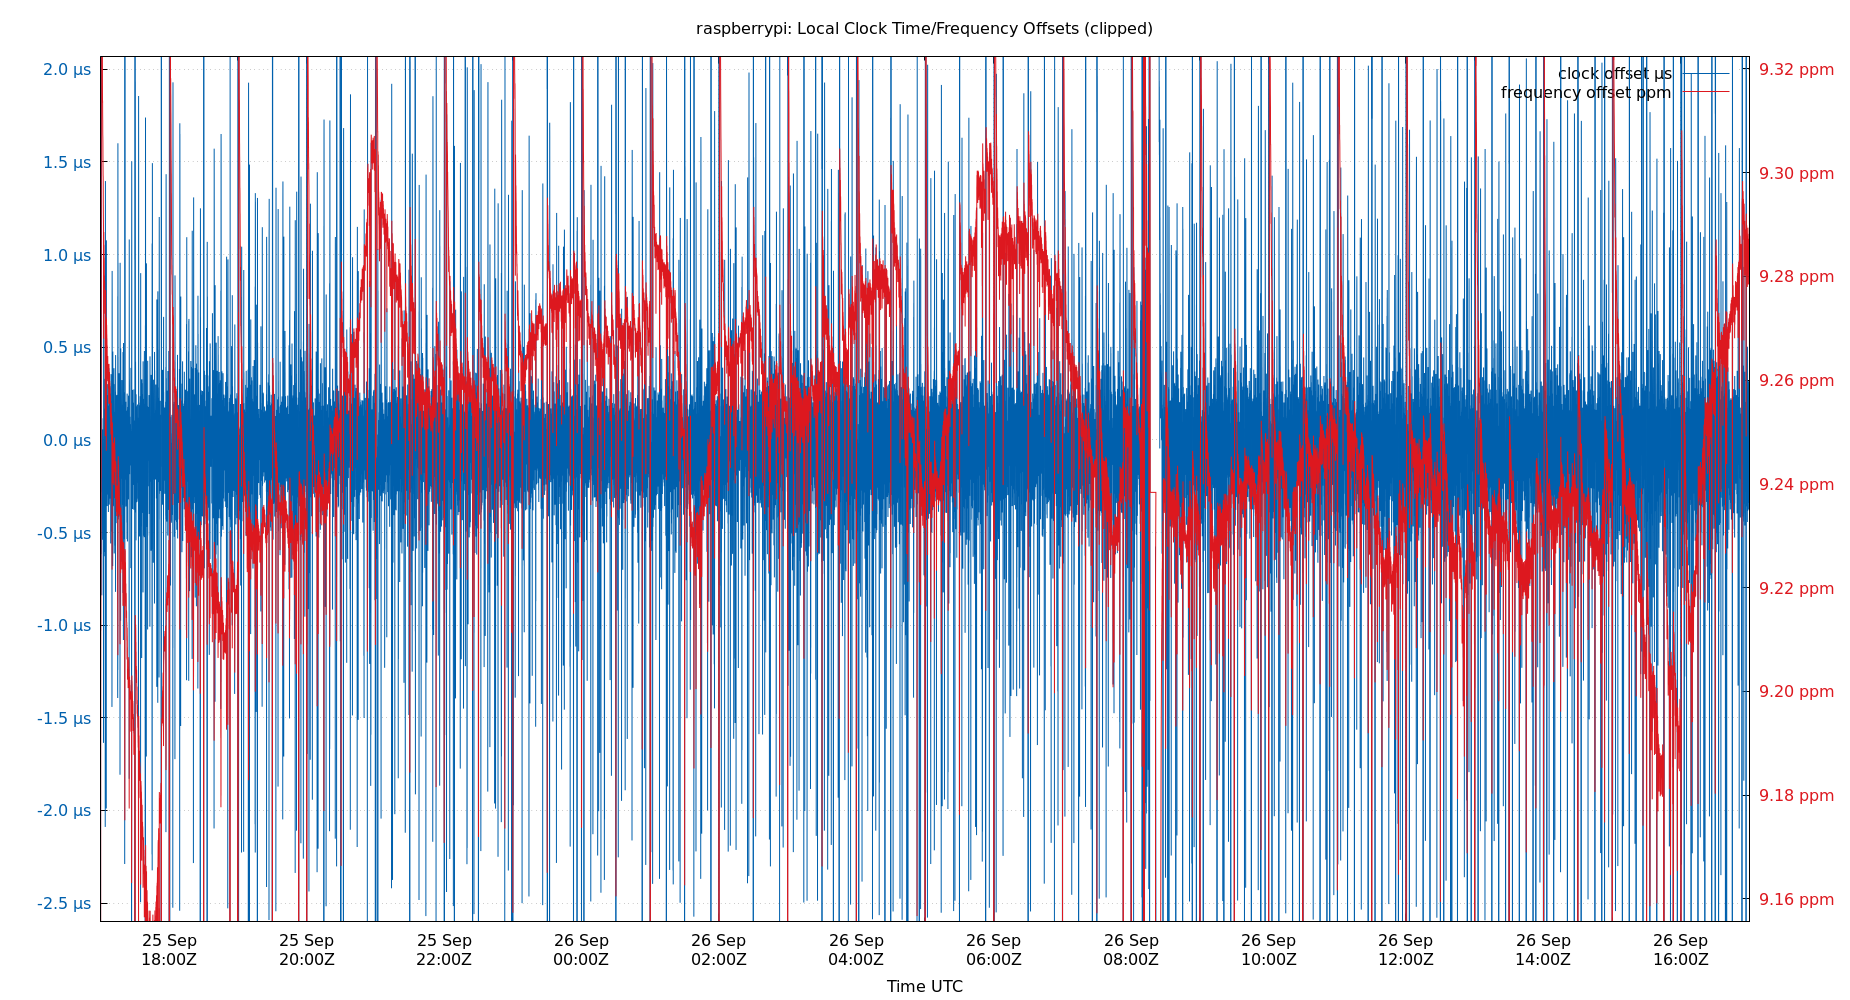 raspberrypi: Local Clock Time/Frequency Offsets (clipped)
clock offset µs
frequency offset ppm
2.0 µs
1.5 µs
1.0 µs
0.5 µs
0.0 µs
-0.5 µs
-1.0 µs
-1.5 µs
-2.0 µs
-2.5 µs
9.32 ppm
9.30 ppm
9.28 ppm
9.26 ppm
9.24 ppm
9.22 ppm
9.20 ppm
9.18 ppm
9.16 ppm
25 Sep 25 Sep 25 Sep 26 Sep 26 Sep 26 Sep 26 Sep 26 Sep 26 Sep 26 Sep 26 Sep 26 Sep
18:00Z 20:00Z 22:00Z 00:00Z 02:00Z 04:00Z 06:00Z 08:00Z 10:00Z 12:00Z 14:00Z 16:00Z
Time UTC